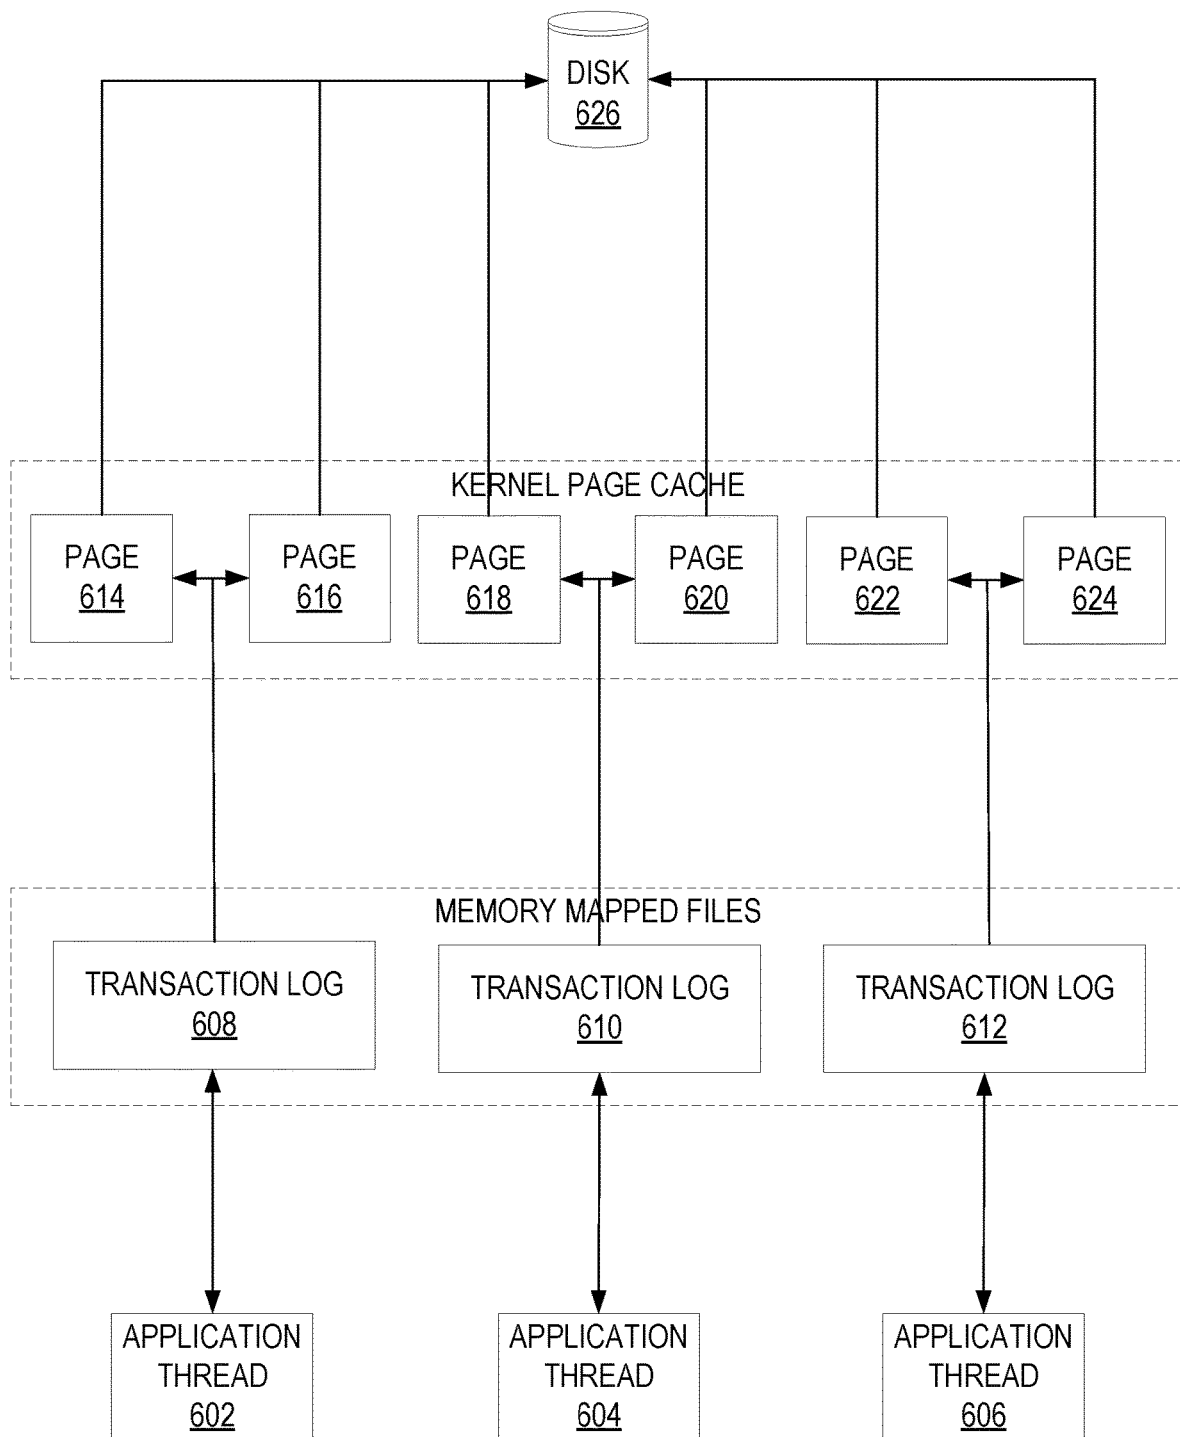 DISK
626
KERNEL PAGE CACHE
PAGE
614
PAGE
616
PAGE
618
PAGE
620
PAGE
622
PAGE
624
MEMORY MAPPED FILES
TRANSACTION LOG
608
TRANSACTION LOG
610
TRANSACTION LOG
612
APPLICATION
THREAD
602
APPLICATION
THREAD
604
APPLICATION
THREAD
606